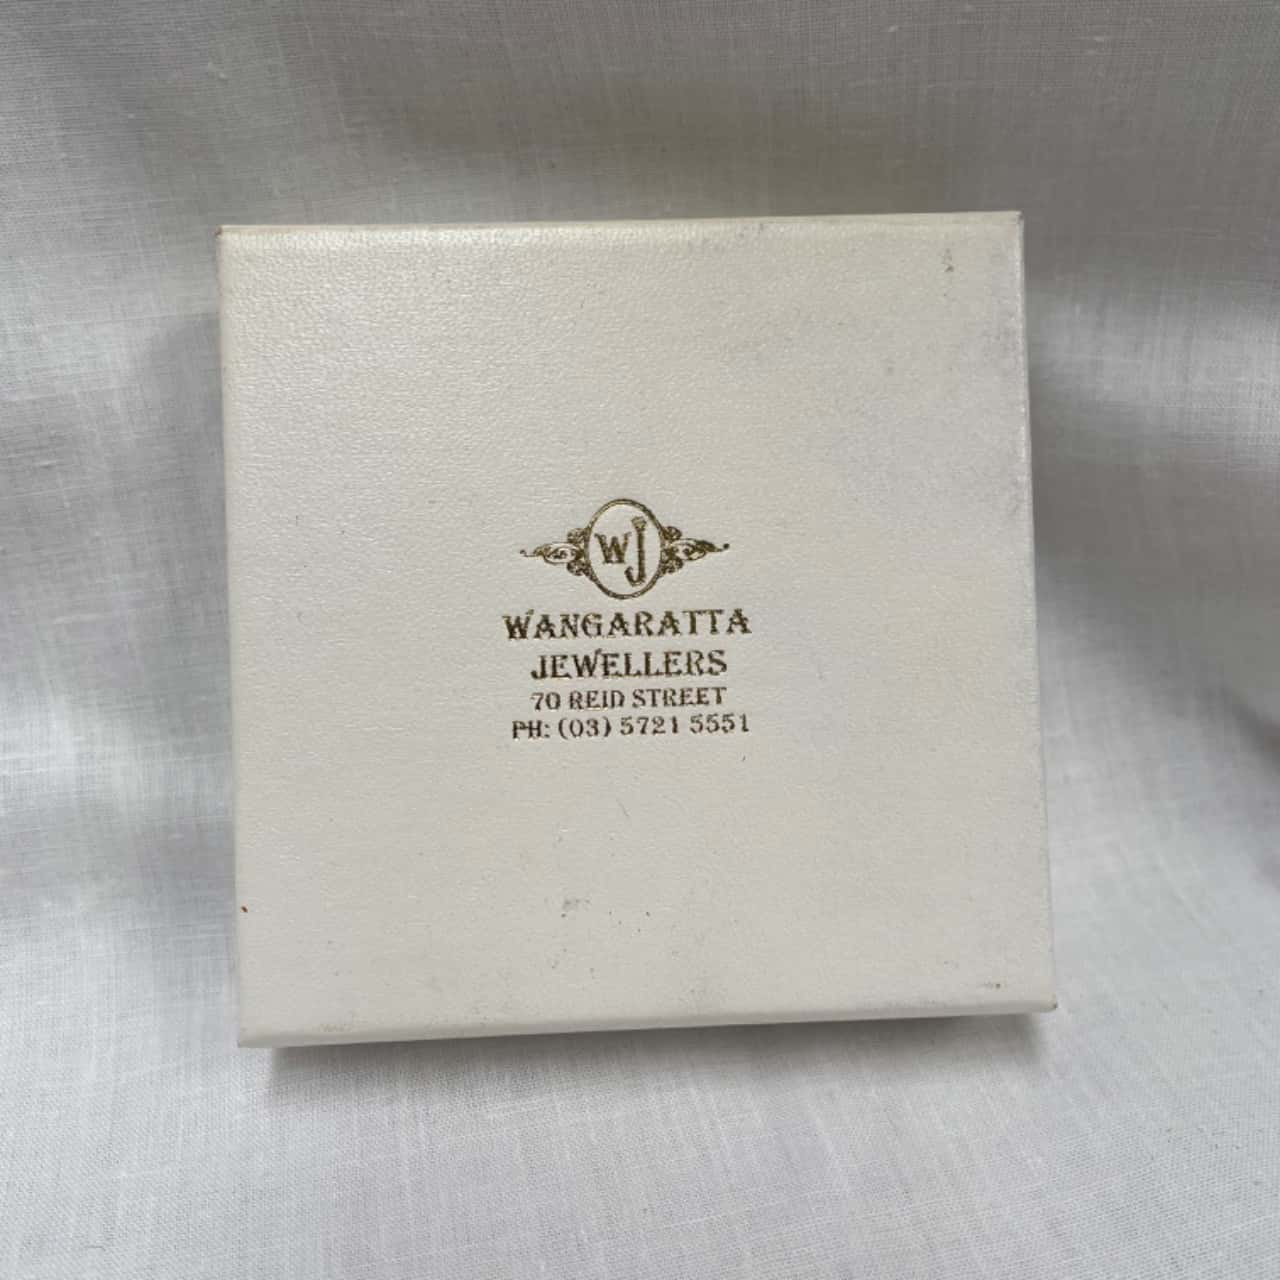 WJ
WANGARATTA
JEWELLERS
70 REID STREET
PH: (03) 5721 5551